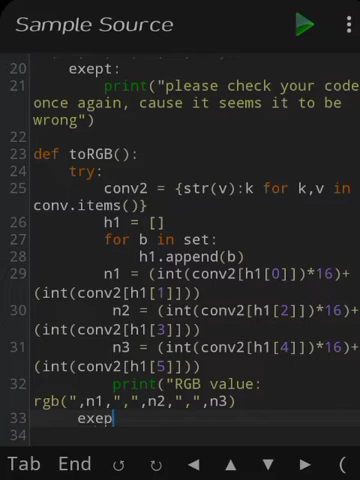 Sample Source
20 exept:
21 print("please check your code
once again, cause it seems it to be
wrong")
22
23 def toRGB():
24 try:
25 conv2 = {str(v):k for k,v in
conv.items()}
26 h1 = []
27 for b in set:
28 h1.append(b)
29 n1 = (int(conv2[h1[0]])*16)+
(int(conv2[h1[1]]))
30 n2 = (int(conv2[h1[2]])*16)+
(int(conv2[h1[3]]))
31 n3 = (int(conv2[h1[4]])*16)+
(int(conv2[h1[5]]))
32 print("RGB value:
rgb(",n1,",",n2,",",n3)
33 exep
34
Tab End ↺ ↻ ◀ ▲ ▼ ▶ (